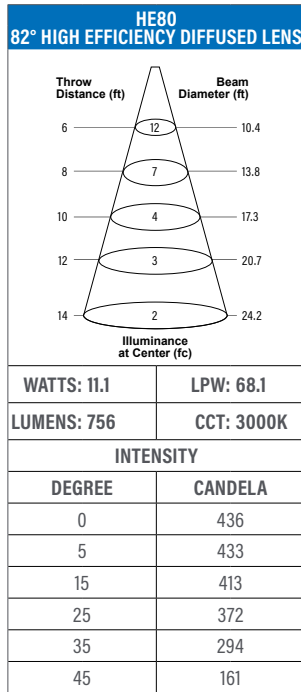 HE80
82° HIGH EFFICIENCY DIFFUSED LENS
Throw Beam
Distance (ft) Diameter (ft)
6 12 10.4
8 7 13.8
10 4 17.3
12 3 20.7
14 2 24.2
Illuminance
at Center (fc)
WATTS: 11.1 LPW: 68.1
LUMENS: 756 CCT: 3000K
INTENSITY
DEGREE CANDELA
0 436
5 433
15 413
25 372
35 294
45 161